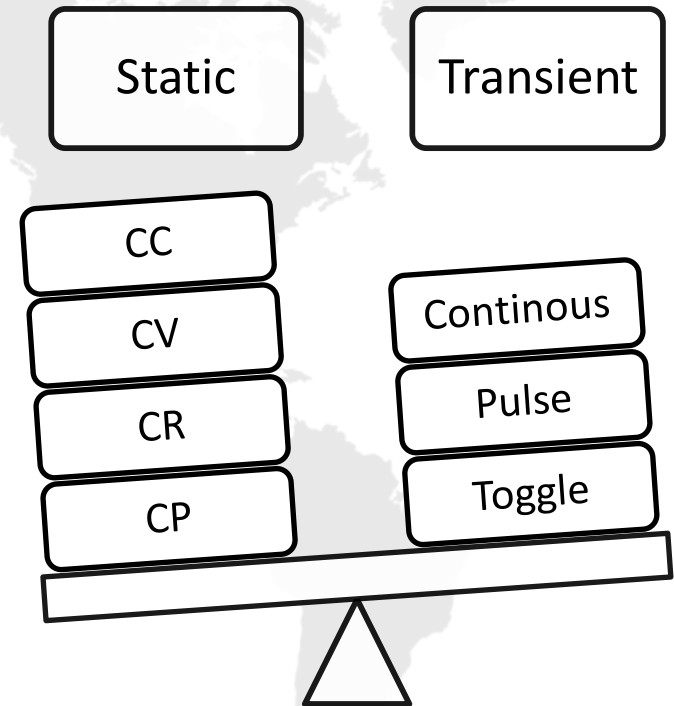 Static
Transient
CC
CV
CR
CP
Continous
Pulse
Toggle